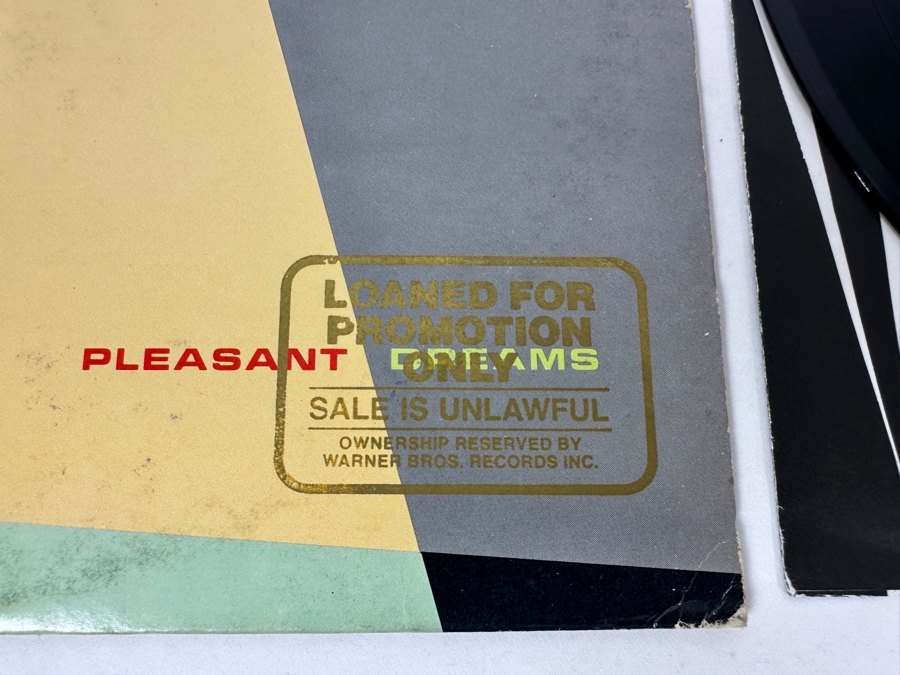 LOANED FOR
PROMOTION
PLEASANT DREAMS
ONLY
SALE IS UNLAWFUL
OWNERSHIP RESERVED BY
WARNER BROS. RECORDS INC.